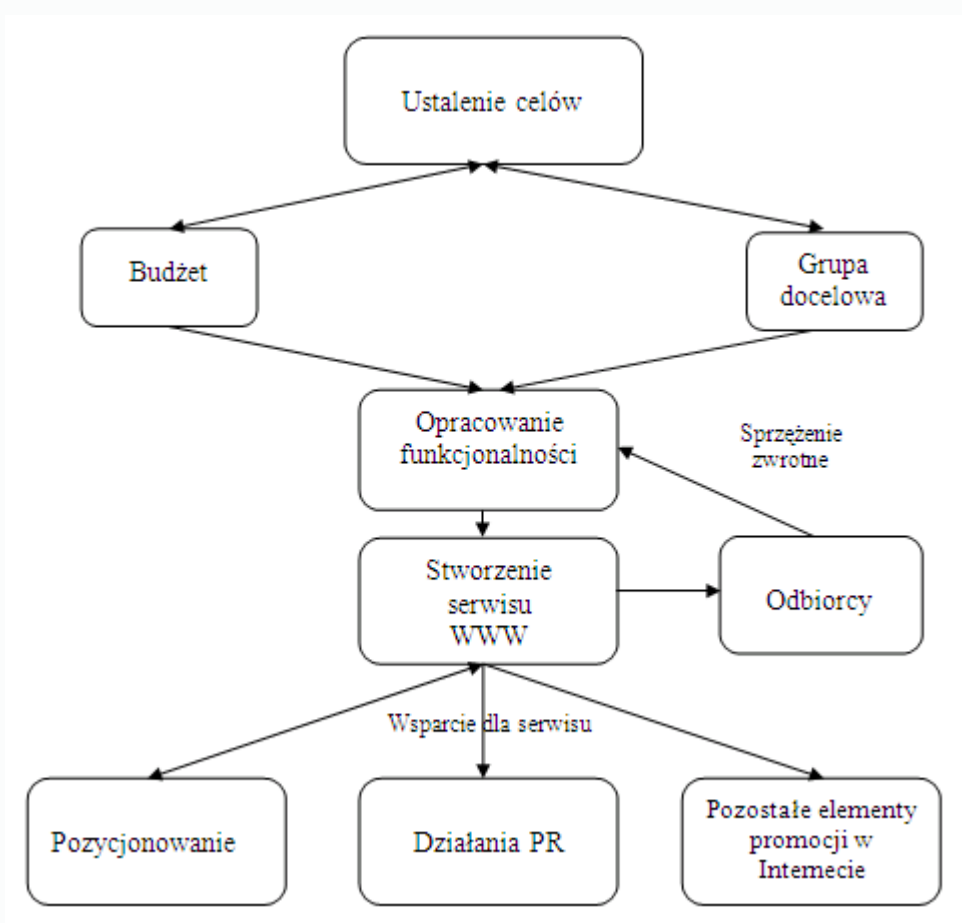 Ustalenie celów
Budżet
Grupa
docelowa
Opracowanie
funkcjonalności
Sprzężenie
zwrotne
Stworzenie
serwisu
WWW
Odbiorcy
Wsparcie dla serwisu
Pozycjonowanie
Działania PR
Pozostałe elementy
promocji w
Internecie